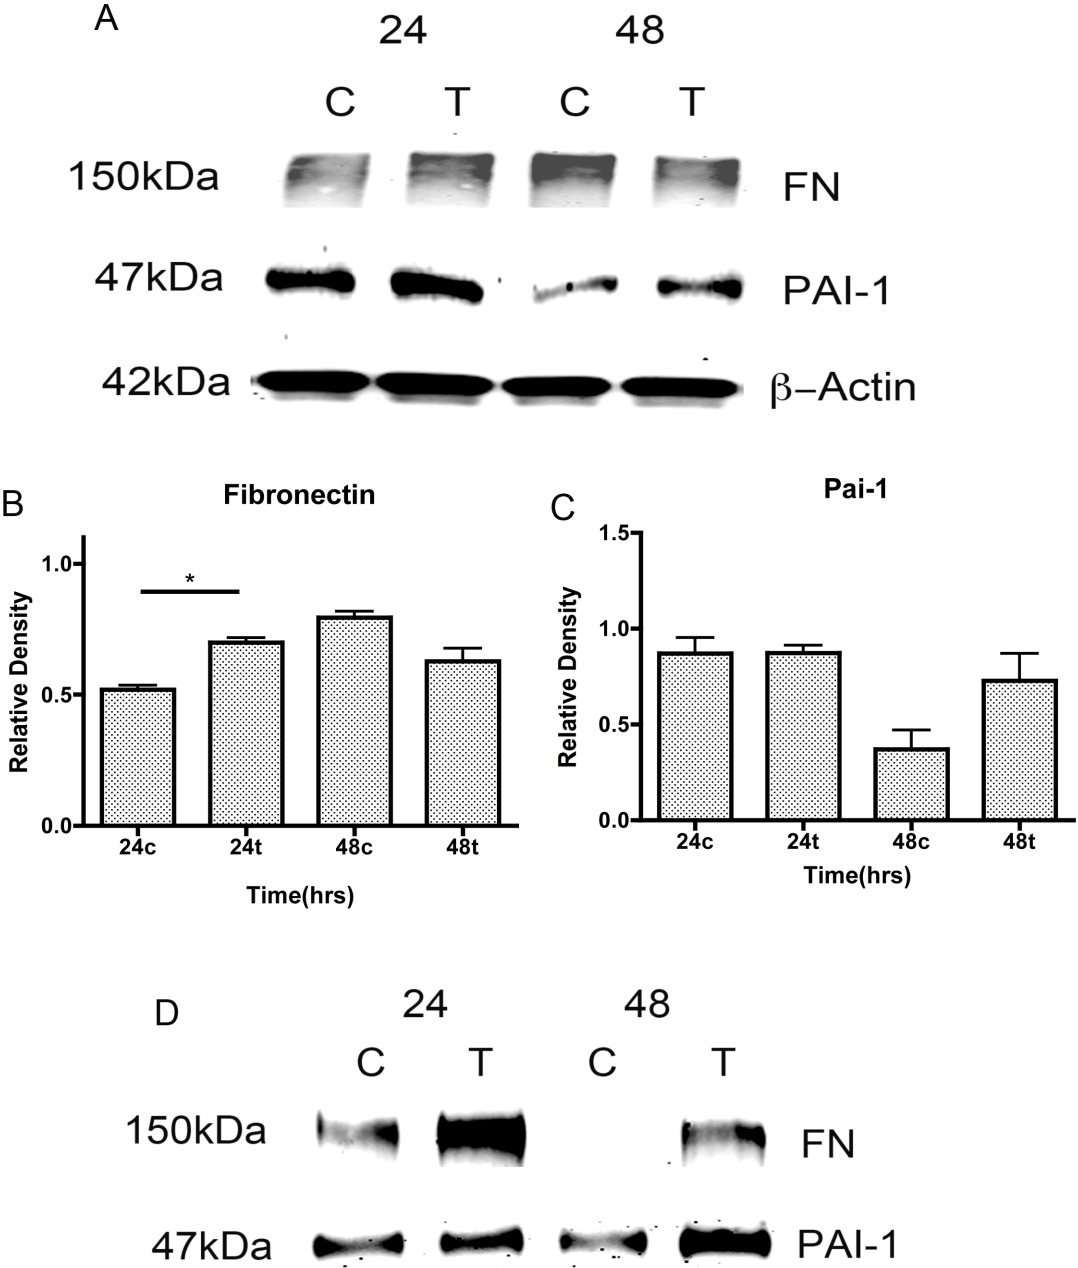 A
24 48
C T C T
150kDa FN
47kDa PAI-1
42kDa β-Actin
B
Fibronectin
Relative Density
1.0
0.5
0.0
*
24c 24t 48c 48t
Time(hrs)
C
Pai-1
Relative Density
1.5
1.0
0.5
0.0
24c 24t 48c 48t
Time(hrs)
D
24 48
C T C T
150kDa FN
47kDa PAI-1